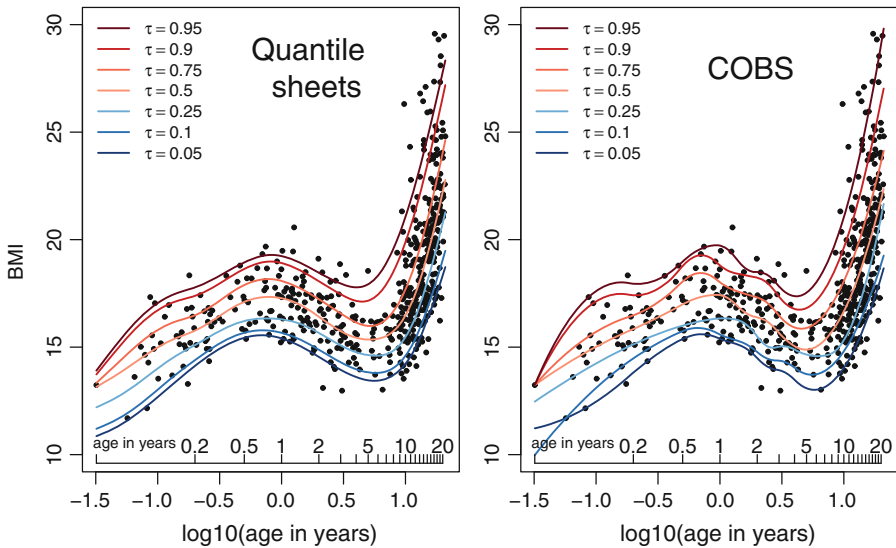 30
25
20
15
10
BMI
τ = 0.95
τ = 0.9
τ = 0.75
τ = 0.5
τ = 0.25
τ = 0.1
τ = 0.05
Quantile
sheets
age in years 0.2 0.5 1 2 5 10 20
−1.5 −1.0 −0.5 0.0 0.5 1.0
log10(age in years)
30
25
20
15
10
τ = 0.95
τ = 0.9
τ = 0.75
τ = 0.5
τ = 0.25
τ = 0.1
τ = 0.05
COBS
age in years 0.2 0.5 1 2 5 10 20
−1.5 −1.0 −0.5 0.0 0.5 1.0
log10(age in years)